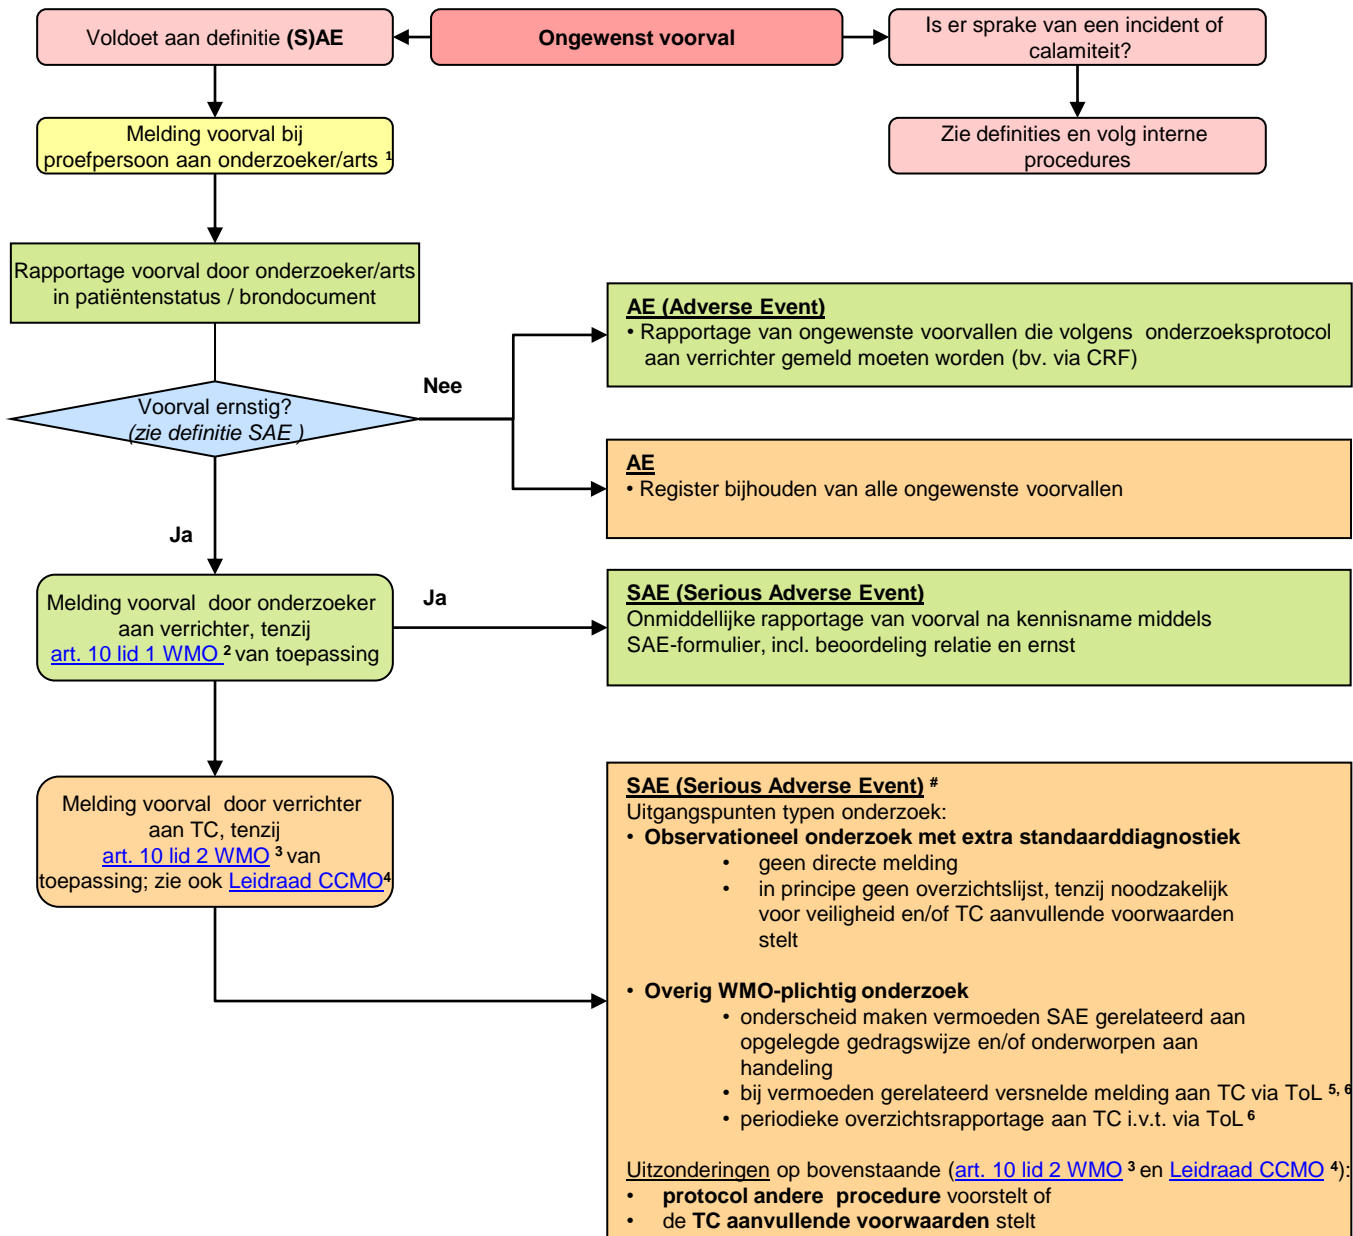 Voldoet aan definitie (S)AE
Ongewenst voorval
Is er sprake van een incident of
calamiteit?
Melding voorval bij
proefpersoon aan onderzoeker/arts 1
Zie definities en volg interne
procedures
Rapportage voorval door onderzoeker/arts
in patiëntenstatus / brondocument
AE (Adverse Event)
• Rapportage van ongewenste voorvallen die volgens onderzoeksprotocol
aan verrichter gemeld moeten worden (bv. via CRF)
Nee
Voorval ernstig?
(zie definitie SAE )
AE
• Register bijhouden van alle ongewenste voorvallen
Ja
Melding voorval door onderzoeker
aan verrichter, tenzij
art. 10 lid 1 WMO 2 van toepassing
Ja
SAE (Serious Adverse Event)
Onmiddellijke rapportage van voorval na kennisname middels
SAE-formulier, incl. beoordeling relatie en ernst
Melding voorval door verrichter
aan TC, tenzij
art. 10 lid 2 WMO 3 van
toepassing; zie ook Leidraad CCMO4
SAE (Serious Adverse Event) #
Uitgangspunten typen onderzoek:
• Observationeel onderzoek met extra standaarddiagnostiek
• geen directe melding
• in principe geen overzichtslijst, tenzij noodzakelijk
voor veiligheid en/of TC aanvullende voorwaarden
stelt
• Overig WMO-plichtig onderzoek
• onderscheid maken vermoeden SAE gerelateerd aan
opgelegde gedragswijze en/of onderworpen aan
handeling
• bij vermoeden gerelateerd versnelde melding aan TC via ToL 5, 6
• periodieke overzichtsrapportage aan TC i.v.t. via ToL 6
Uitzonderingen op bovenstaande (art. 10 lid 2 WMO 3 en Leidraad CCMO 4):
• protocol andere procedure voorstelt of
• de TC aanvullende voorwaarden stelt